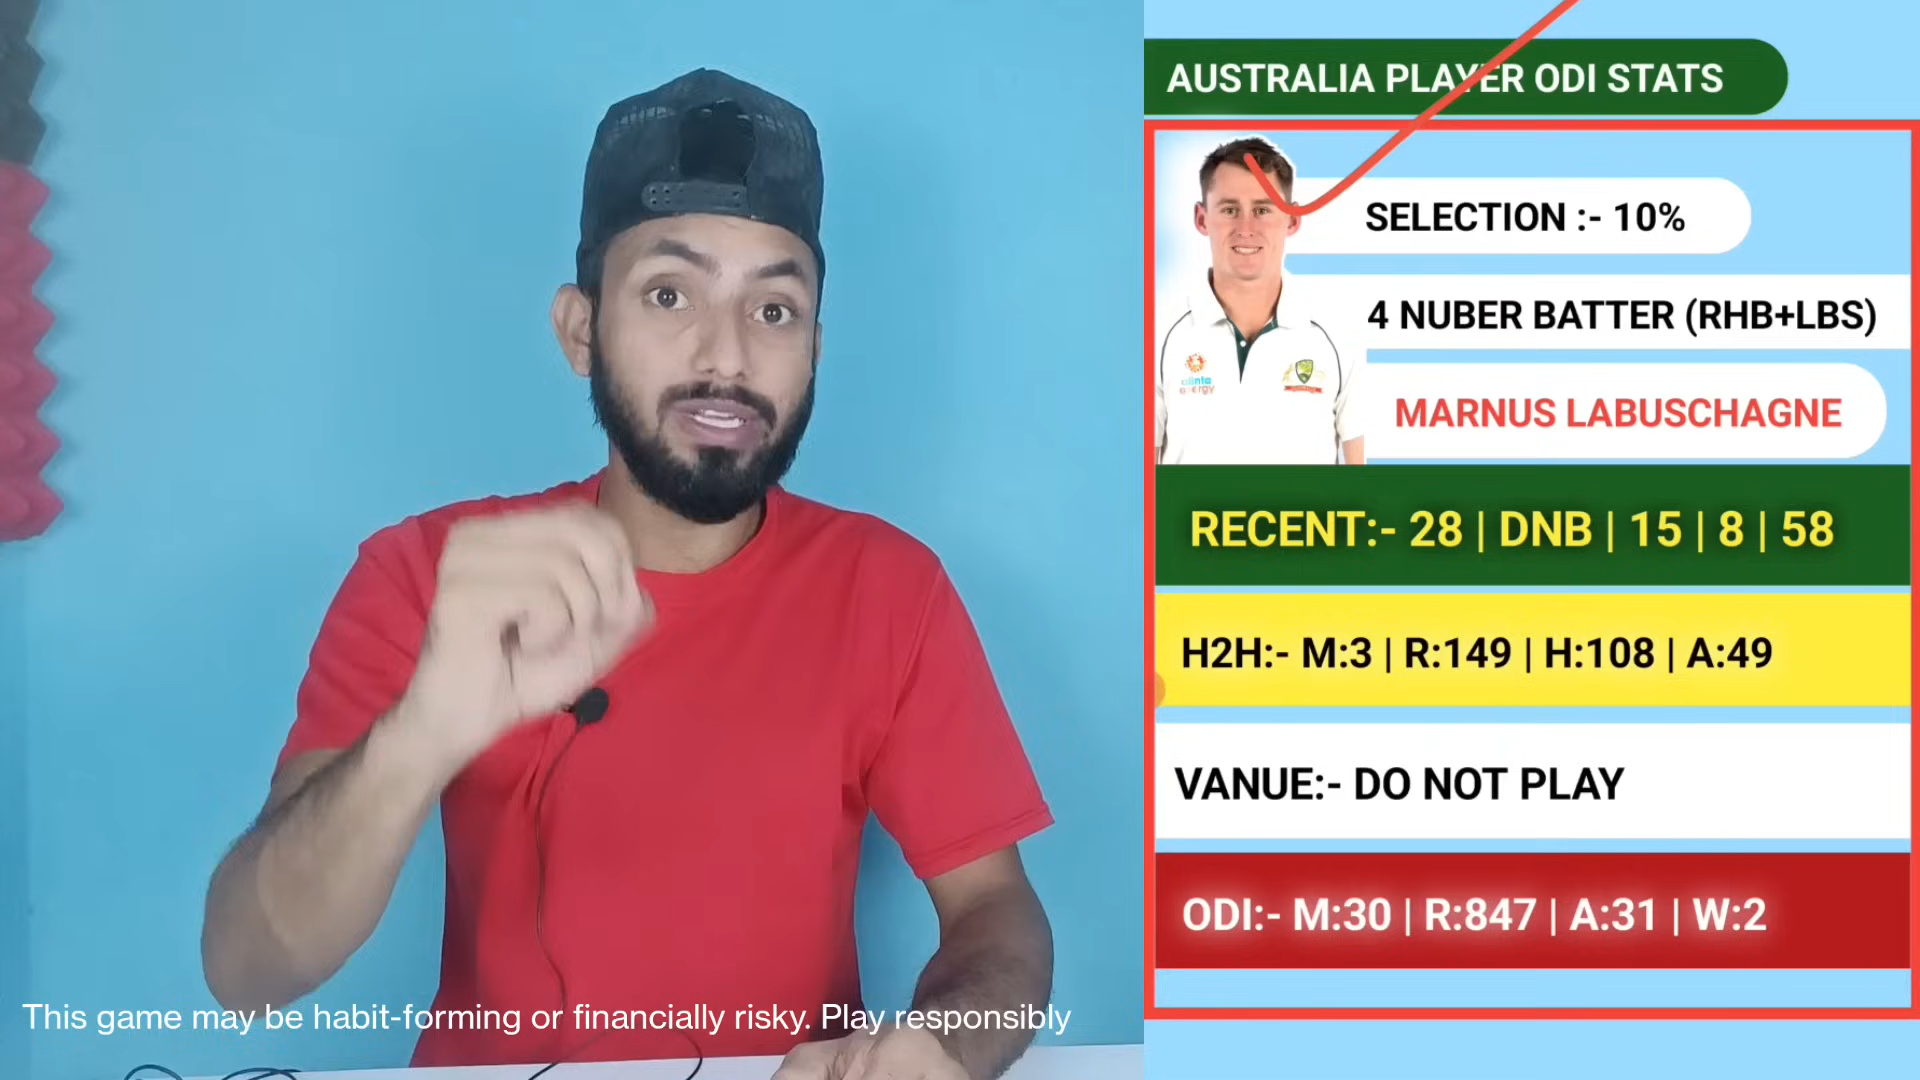 AUSTRALIA PLAYER ODI STATS
SELECTION :- 10%
4 NUBER BATTER (RHB+LBS)
MARNUS LABUSCHAGNE
alinta
energy
RECENT:- 28 | DNB | 15 | 8 | 58
H2H:- M:3 | R:149 | H:108 | A:49
VANUE:- DO NOT PLAY
ODI:- M:30 | R:847 | A:31 | W:2
This game may be habit-forming or financially risky. Play responsibly